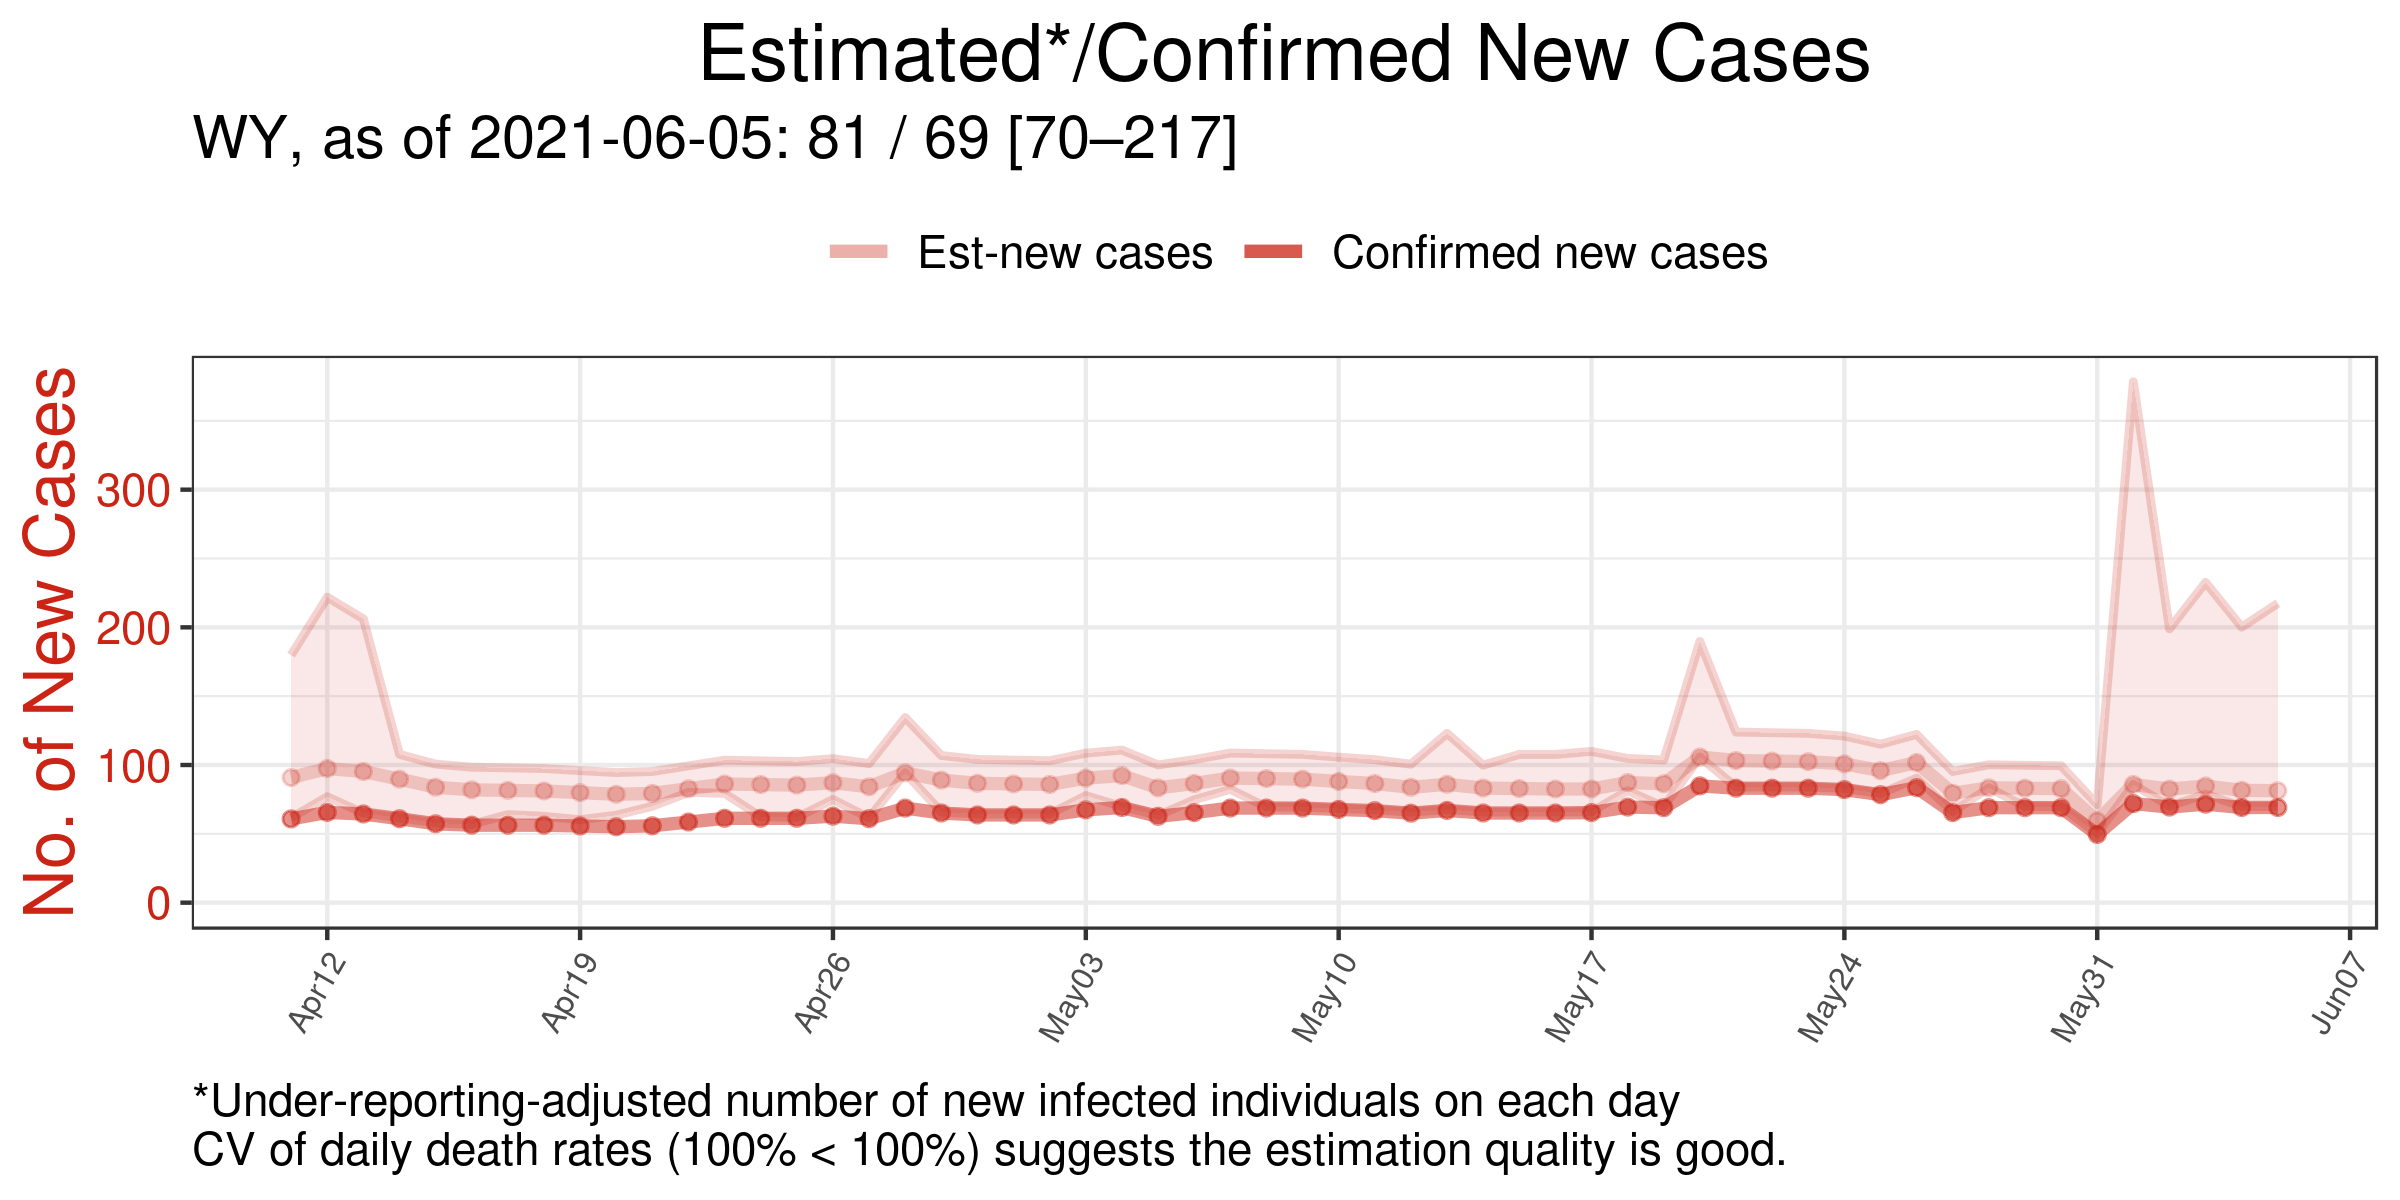 Estimated*/Confirmed New Cases
WY, as of 2021-06-05: 81 / 69 [70–217]
Est-new cases
Confirmed new cases
No. of New Cases
300
200
100
0
Apr12
Apr19
Apr26
May03
May10
May17
May24
May31
Jun07
*Under-reporting-adjusted number of new infected individuals on each day
CV of daily death rates (100% < 100%) suggests the estimation quality is good.